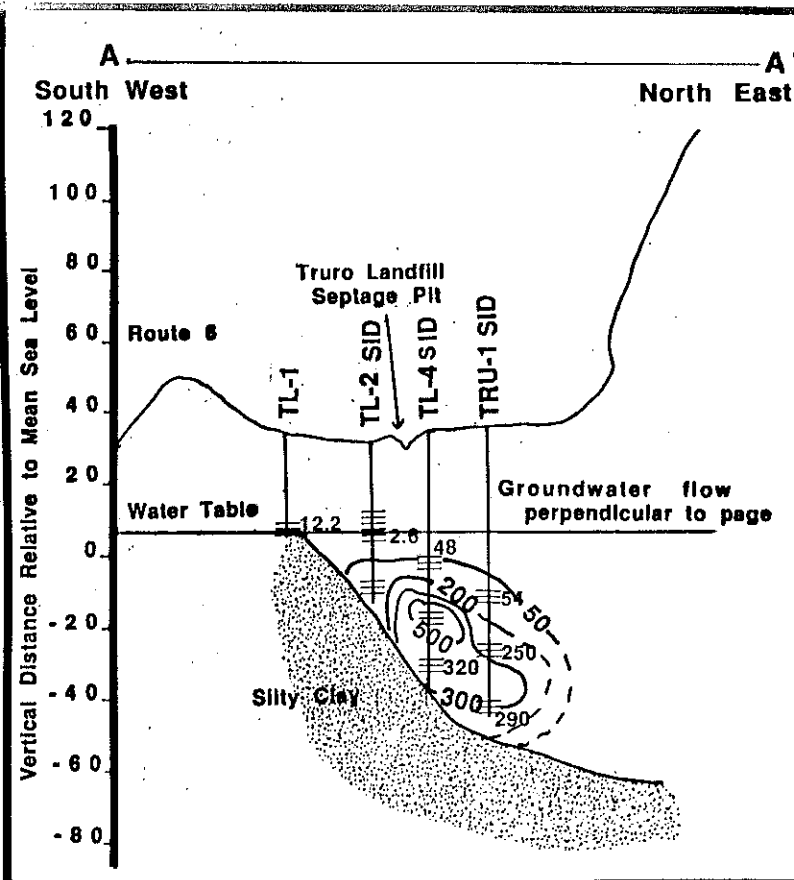 A
A'
South West
North East
120
100
80
60
40
20
0
-20
-40
-60
-80
Vertical Distance Relative to Mean Sea Level
Truro Landfill
Septage Pit
Route 6
TL-1
TL-2 SID
TL-4 SID
TRU-1 SID
Water Table
Groundwater flow
perpendicular to page
12.2
2.6
48
54
50
200
500
250
320
300
290
Silty Clay